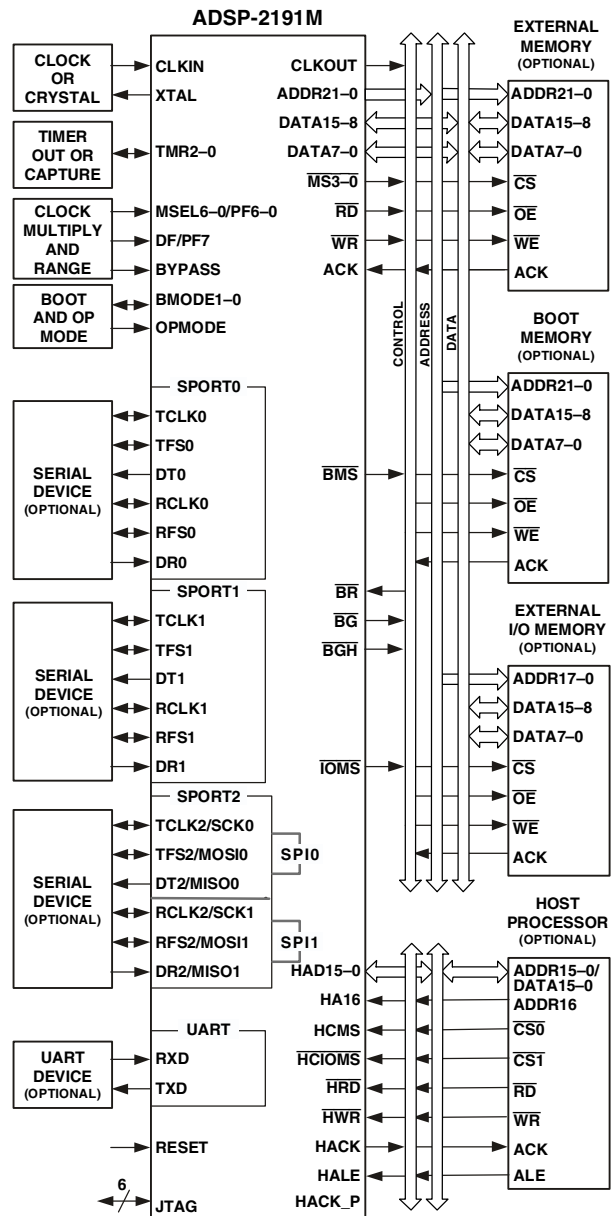 ADSP-2191M
CLOCK
OR
CRYSTAL
TIMER
OUT OR
CAPTURE
CLOCK
MULTIPLY
AND
RANGE
BOOT
AND OP
MODE
SERIAL
DEVICE
(OPTIONAL)
SERIAL
DEVICE
(OPTIONAL)
SERIAL
DEVICE
(OPTIONAL)
UART
DEVICE
(OPTIONAL)
6
CLKIN
XTAL
TMR2–0
MSEL6–0/PF6–0
DF/PF7
BYPASS
BMODE1–0
OPMODE
SPORT0
TCLK0
TFS0
DT0
RCLK0
RFS0
DR0
SPORT1
TCLK1
TFS1
DT1
RCLK1
RFS1
DR1
SPORT2
TCLK2/SCK0
TFS2/MOSI0
DT2/MISO0
RCLK2/SCK1
RFS2/MOSI1
DR2/MISO1
SPI0
SPI1
UART
RXD
TXD
RESET
JTAG
CLKOUT
ADDR21–0
DATA15–8
DATA7–0
MS3–0
RD
WR
ACK
BMS
BR
BG
BGH
IOMS
HAD15–0
HA16
HCMS
HCIOMS
HRD
HWR
HACK
HALE
HACK_P
CONTROL
ADDRESS
DATA
EXTERNAL
MEMORY
(OPTIONAL)
ADDR21–0
DATA15–8
DATA7–0
CS
OE
WE
ACK
BOOT
MEMORY
(OPTIONAL)
ADDR21–0
DATA15–8
DATA7–0
CS
OE
WE
ACK
EXTERNAL
I/O MEMORY
(OPTIONAL)
ADDR17–0
DATA15–8
DATA7–0
CS
OE
WE
ACK
HOST
PROCESSOR
(OPTIONAL)
ADDR15–0/
DATA15–0
ADDR16
CS0
CS1
RD
WR
ACK
ALE